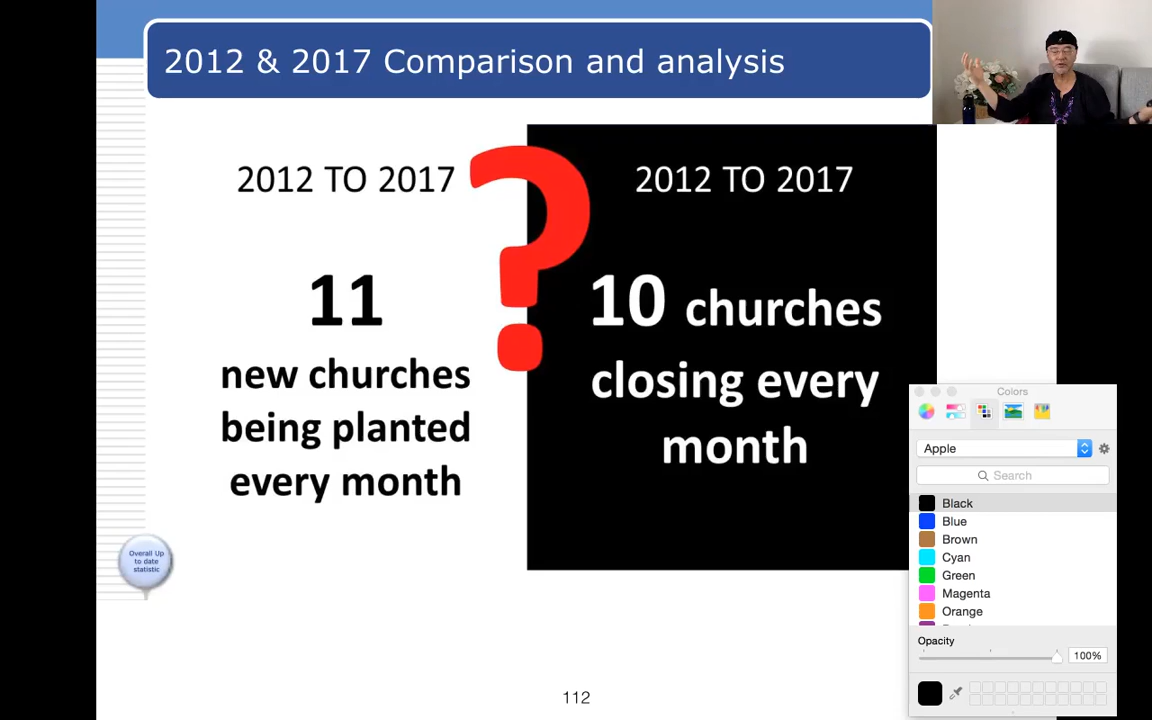 2012 & 2017 Comparison and analysis
2012 TO 2017
11
new churches
being planted
every month
?
2012 TO 2017
10 churches
closing every
month
Overall Up
to date
statistic
112
Colors
Apple
Search
Black
Blue
Brown
Cyan
Green
Magenta
Orange
Opacity
100%